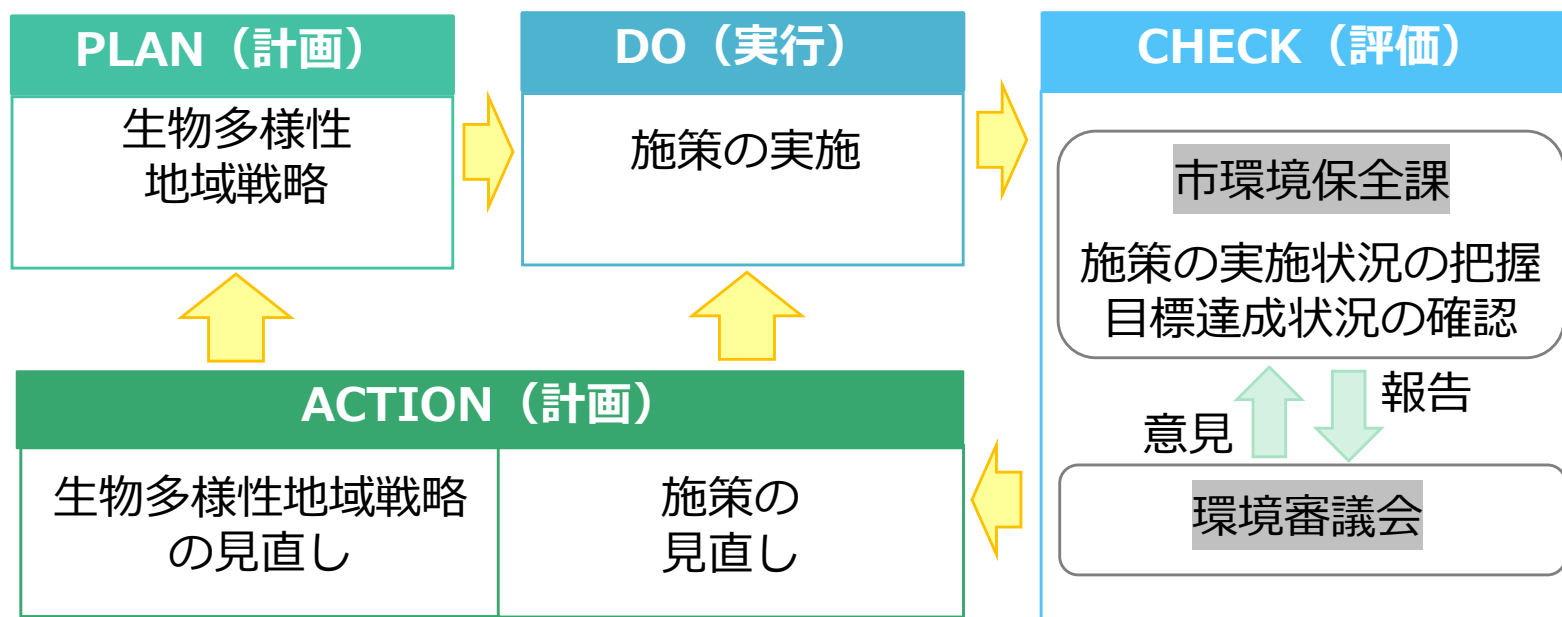 PLAN（計画）
生物多様性
地域戦略
DO（実行）
施策の実施
CHECK（評価）
市環境保全課
施策の実施状況の把握
目標達成状況の確認
意見
報告
環境審議会
ACTION（計画）
生物多様性地域戦略
の見直し
施策の
見直し